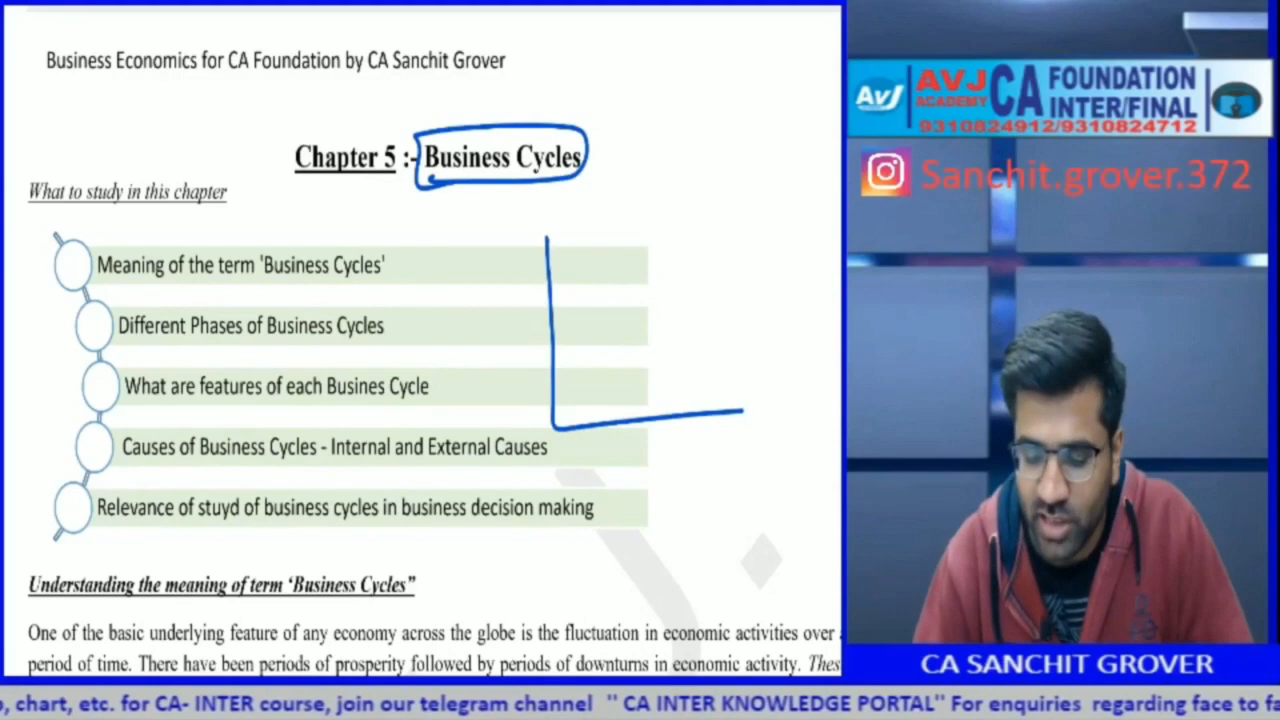 Business Economics for CA Foundation by CA Sanchit Grover
Chapter 5 :- Business Cycles
What to study in this chapter
Meaning of the term 'Business Cycles'
Different Phases of Business Cycles
What are features of each Busines Cycle
Causes of Business Cycles - Internal and External Causes
Relevance of stuyd of business cycles in business decision making
Understanding the meaning of term ‘Business Cycles”
One of the basic underlying feature of any economy across the globe is the fluctuation in economic activities over
period of time. There have been periods of prosperity followed by periods of downturns in economic activity.
AVJ
AVJ ACADEMY
CA FOUNDATION
INTER/FINAL
9310824912/9310824712
Sanchit.grover.372
CA SANCHIT GROVER
, chart, etc. for CA- INTER course, join our telegram channel '' CA INTER KNOWLEDGE PORTAL'' For enquiries regarding face to